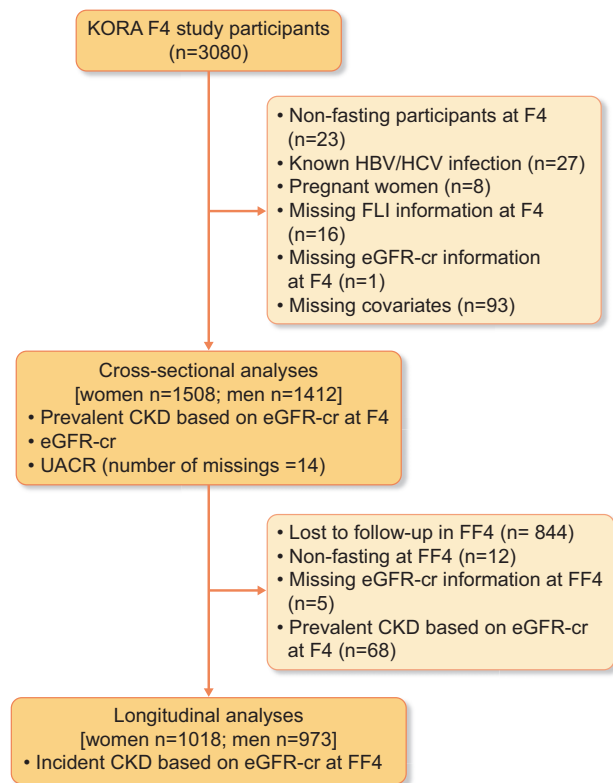 KORA F4 study participants
(n=3080)
• Non-fasting participants at F4
(n=23)
• Known HBV/HCV infection (n=27)
• Pregnant women (n=8)
• Missing FLI information at F4
(n=16)
• Missing eGFR-cr information
at F4 (n=1)
• Missing covariates (n=93)
Cross-sectional analyses
[women n=1508; men n=1412]
• Prevalent CKD based on eGFR-cr at F4
• eGFR-cr
• UACR (number of missings =14)
• Lost to follow-up in FF4 (n= 844)
• Non-fasting at FF4 (n=12)
• Missing eGFR-cr information at FF4
(n=5)
• Prevalent CKD based on eGFR-cr
at F4 (n=68)
Longitudinal analyses
[women n=1018; men n=973]
• Incident CKD based on eGFR-cr at FF4